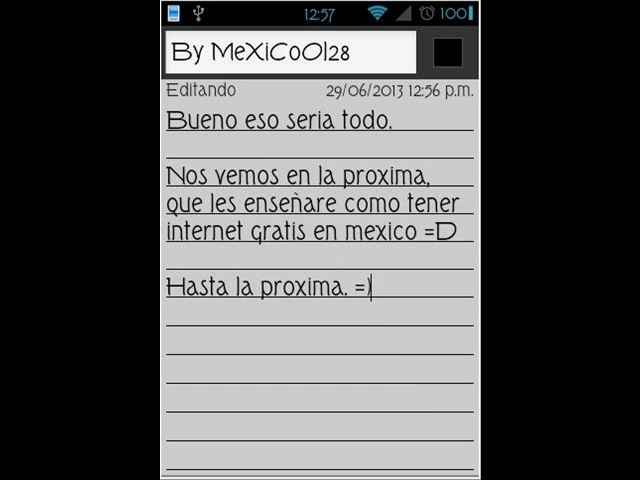 12:57
100
By MeXiCoOl28
Editando 29/06/2013 12:56 p.m.
Bueno eso seria todo.
Nos vemos en la proxima,
que les enseñare como tener
internet gratis en mexico =D
Hasta la proxima. =)